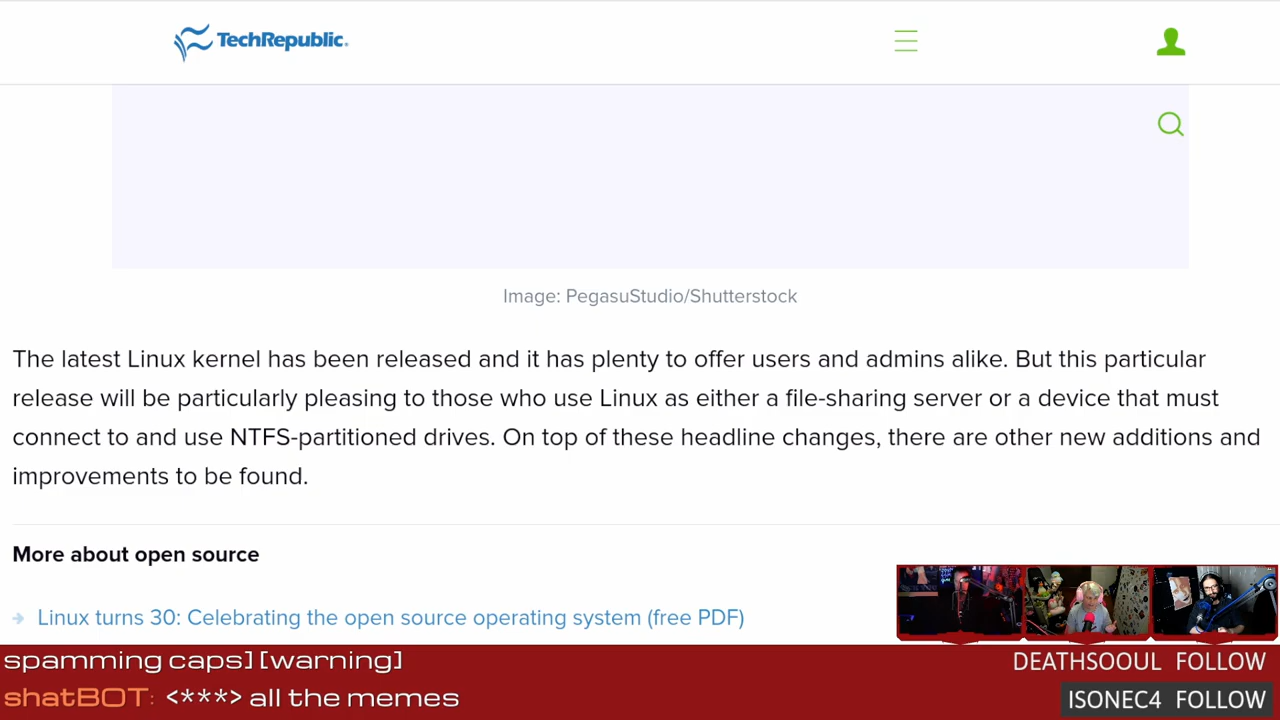 TechRepublic.
Image: PegasuStudio/Shutterstock
The latest Linux kernel has been released and it has plenty to offer users and admins alike. But this particular
release will be particularly pleasing to those who use Linux as either a file-sharing server or a device that must
connect to and use NTFS-partitioned drives. On top of these headline changes, there are other new additions and
improvements to be found.
More about open source
Linux turns 30: Celebrating the open source operating system (free PDF)
spamming caps] [warning]
shatBOT: <***> all the memes
DEATHSOOUL FOLLOW
ISONEC4 FOLLOW